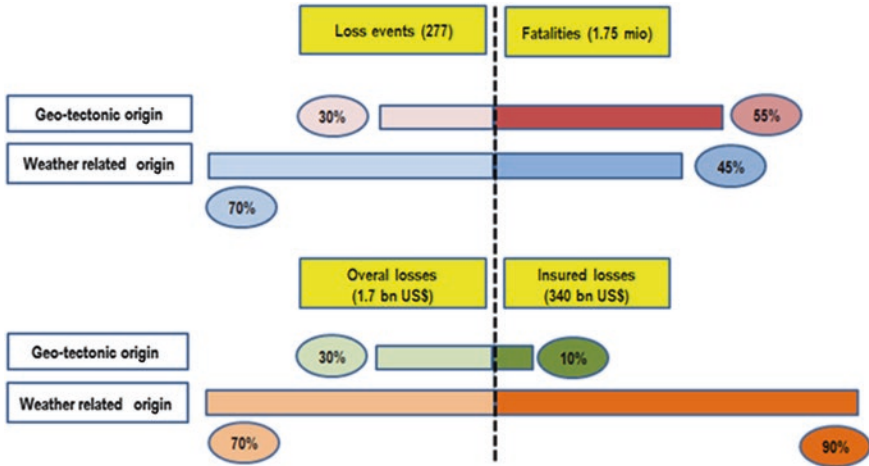 Loss events (277)
Fatalities (1.75 mio)
Geo-tectonic origin
30%
55%
Weather related origin
45%
70%
Overal losses
(1.7 bn US$)
Insured losses
(340 bn US$)
Geo-tectonic origin
30%
10%
Weather related origin
70%
90%